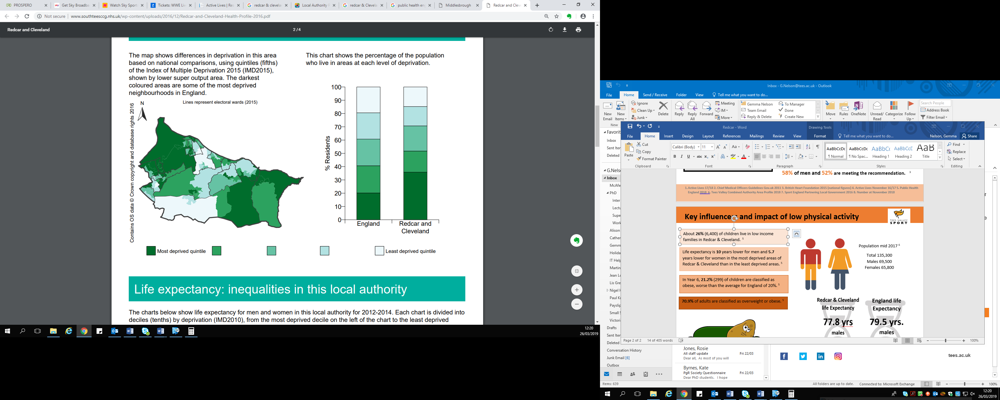 PROSPERO
Get Sky Broadba
Watch Sky Sport
Tickets: WWE Liv
Active Lives | Res
redcar & clevelar
Local Authority
redcar & Clevela
public health en
Middlesbrough
Redcar and Clev
Not secure | www.southteesccg.nhs.uk/wp-content/uploads/2016/12/Redcar-and-Cleveland-Health-Profile-2016.pdf
Redcar and Cleveland
2 / 4
The map shows differences in deprivation in this area
based on national comparisons, using quintiles (fifths)
of the Index of Multiple Deprivation 2015 (IMD2015),
shown by lower super output area. The darkest
coloured areas are some of the most deprived
neighbourhoods in England.
Lines represent electoral wards (2015)
N
Contains OS data © Crown copyright and database rights 2016
This chart shows the percentage of the population
who live in areas at each level of deprivation.
% Residents
100
90
80
70
60
50
40
30
20
10
0
England
Redcar and
Cleveland
Most deprived quintile
Least deprived quintile
Life expectancy: inequalities in this local authority
The charts below show life expectancy for men and women in this local authority for 2012-2014. Each chart is divided into
deciles (tenths) by deprivation (IMD2010), from the most deprived decile on the left of the chart to the least deprived
12:20
26/03/2019
Inbox - G.Nelson@tees.ac.uk - Outlook
File Home Send / Receive Folder View Tell me what you want to do...
New Email
New Items
Ignore
Clean Up
Junk
Delete
Reply
Reply All
Forward
Meeting
IM
More
Gemma Nelson
Team Email
Reply & Delete
To Manager
Done
Create New
Move
Rules
OneNote
Unread/ Read
Categorize
Follow Up
Search People
Address Book
Filter Email
New
Favorit
Inbox
Sent Iter
Deleted
G.Nelso
Inbox
McAfe
PhD
Inter
Lectu
Supe
Work
Alison
Cather
Gemm
Holida
IT Help
Martin
Jean Lo
Lis Gre
Nigel H
Paul K
Payslip
Small S
Victori
Drafts
Sent Iter
Deleted
Conversation History
Junk Email [6]
Outbox
Redcar - Word
Drawing Tools
File Home Insert Design Layout References Mailings Review View Format Tell me what you want to do... Nelson, Gemma Share
Paste
Cut
Copy
Format Painter
Clipboard
Calibri (Body) 11
Font
Paragraph
AaBbCcDc
¶ Normal
AaBbCcDc
¶ No Spac...
AaBbCc
Heading 1
AaBbCcE
Heading 2
AaB
Title
Styles
Find
Replace
Select
Editing
58% of men and 52% are meeting the recommendation. 3
1. Active Lives 17/18 2. Chief Medical Officers Guidelines Gov.uk 2011 3. British Heart Foundation 2015 (national figures) 4. Active Lives November 16/17 5. Public Health
England 2018 6. Tees Valley Combined Authority Area Profile 2018 7. Sport England Partnering Local Government 2016 8. Number at November 2018
Key influencers and impact of low physical activity
TEES VALLEY
SPORT
About 26% (6,400) of children live in low income
families in Redcar & Cleveland. 5
Life expectancy is 10 years lower for men and 5.7
years lower for women in the most deprived areas of
Redcar & Cleveland than in the least deprived areas. 5
In Year 6, 21.2% (299) of children are classified as
obese, worse than the average for England of 20%. 5
70.9% of adults are classified as overweight or obese. 5
Population mid 2017 6
Total 135,300
Males 69,500
Females 65,800
Redcar & Cleveland
life Expectancy
77.8 yrs
males
England life
Expectancy
79.5 yrs.
males
Page 2 of 2 14 of 405 words
100%
Jones, Rosie
All staff update Fri 22/03
Dear all, As most of you will
Byrnes, Kate
PgR Society Questionnaire Fri 22/03
Dear PhD students. I hope
tees.ac.uk
Items: 639
All folders are up to date. Connected to: Microsoft Exchange 100%
12:20
26/03/2019